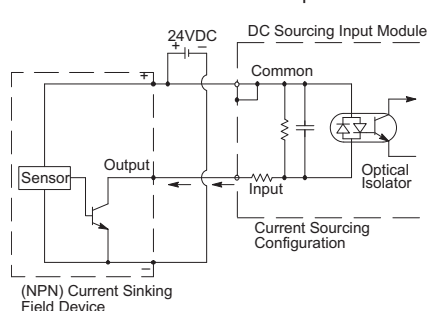 24VDC
DC Sourcing Input Module
+
–
+
Common
Output
Sensor
Input
Optical
Isolator
Current Sourcing
Configuration
–
(NPN) Current Sinking
Field Device